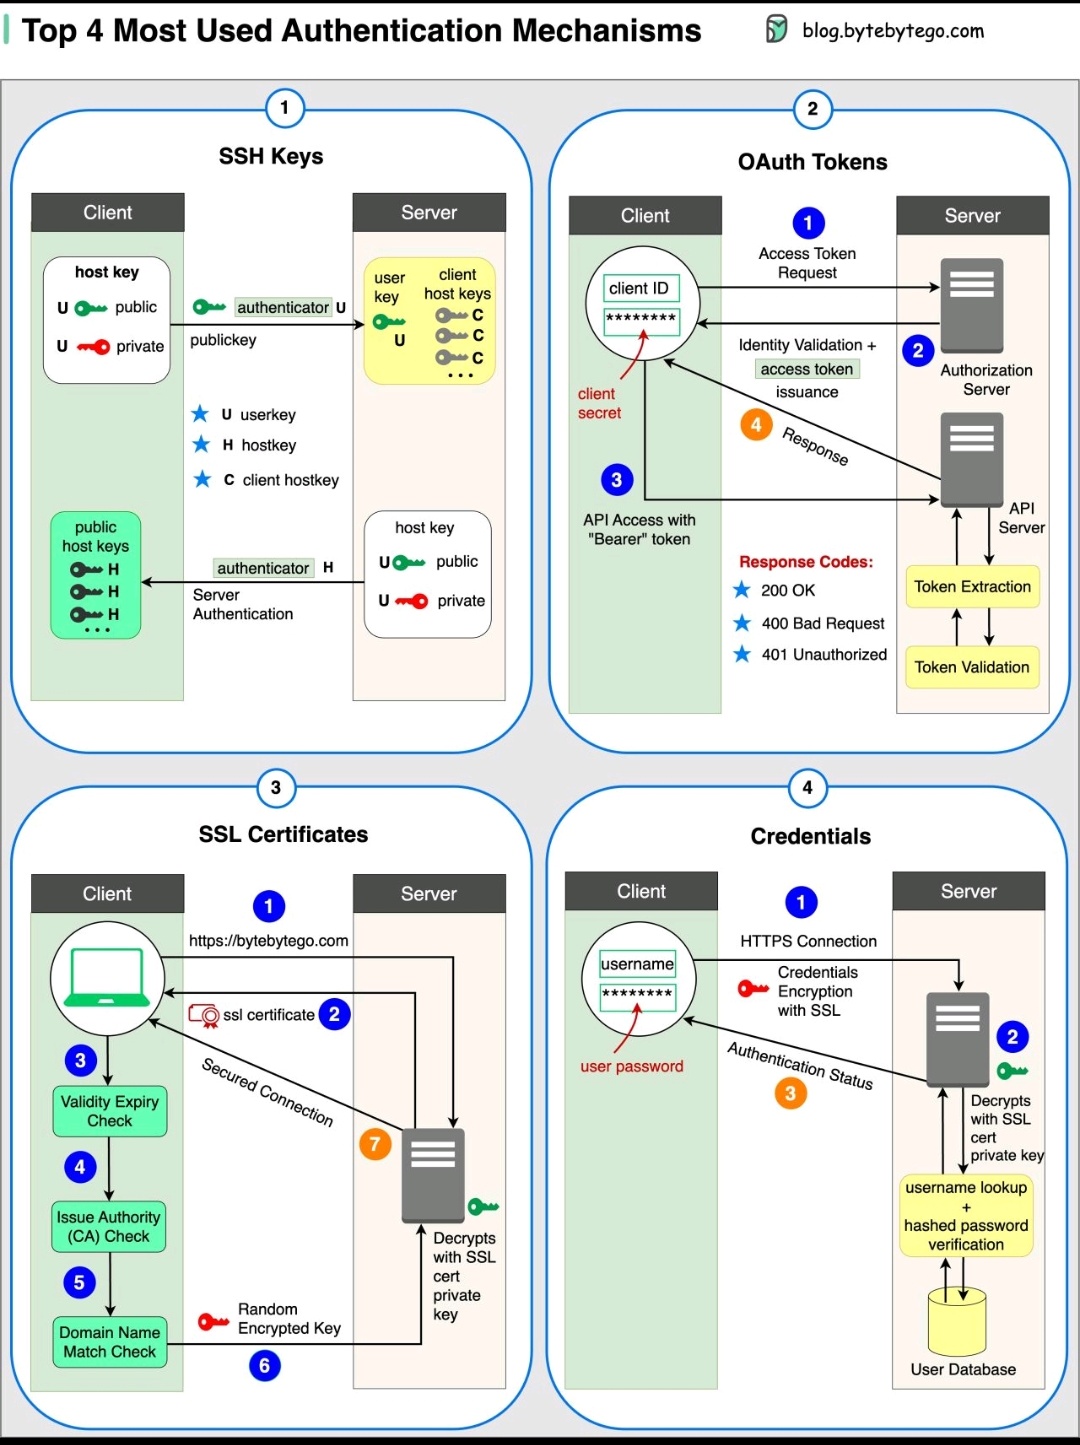 Top 4 Most Used Authentication Mechanisms
blog.bytebytego.com
1
SSH Keys
Client
Server
host key
U public
U private
authenticator U
publickey
user
key
U
client
host keys
C
C
C
...
U userkey
H hostkey
C client hostkey
public
host keys
H
H
H
...
authenticator H
Server
Authentication
host key
U public
U private
2
OAuth Tokens
Client
Server
1
Access Token
Request
client ID
********
client
secret
2
Identity Validation +
access token
issuance
Authorization
Server
4
Response
3
API Access with
"Bearer" token
API
Server
Response Codes:
200 OK
400 Bad Request
401 Unauthorized
Token Extraction
Token Validation
3
SSL Certificates
Client
Server
1
https://bytebytego.com
ssl certificate 2
3
Secured Connection
7
Validity Expiry
Check
4
Issue Authority
(CA) Check
5
Domain Name
Match Check
Random
Encrypted Key
6
Decrypts
with SSL
cert
private
key
4
Credentials
Client
Server
1
HTTPS Connection
username
********
user password
Credentials
Encryption
with SSL
2
Authentication Status
3
Decrypts
with SSL
cert
private key
username lookup
+
hashed password
verification
User Database